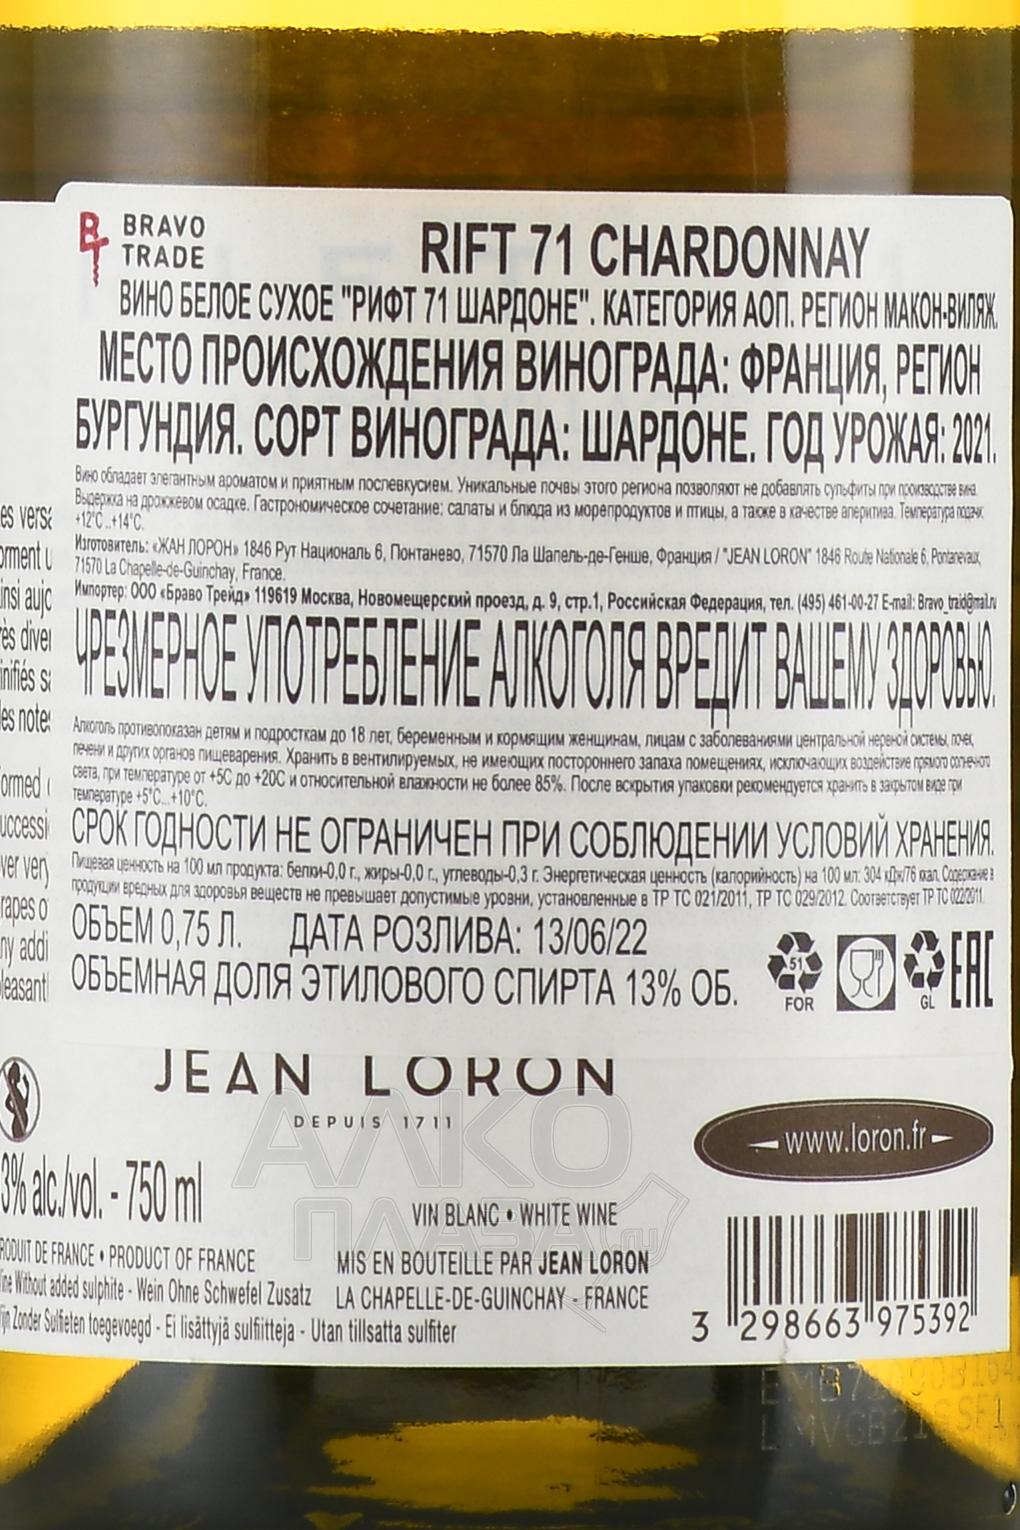 BRAVO
TRADE
RIFT 71 CHARDONNAY
ВИНО БЕЛОЕ СУХОЕ "РИФТ 71 ШАРДОНЕ". КАТЕГОРИЯ АОП. РЕГИОН МАКОН-ВИЛЯЖ.
МЕСТО ПРОИСХОЖДЕНИЯ ВИНОГРАДА: ФРАНЦИЯ, РЕГИОН
БУРГУНДИЯ. СОРТ ВИНОГРАДА: ШАРДОНЕ. ГОД УРОЖАЯ: 2021.
Вино обладает элегантным ароматом и приятным послевкусием. Уникальные почвы этого региона позволяют не добавлять сульфиты при производстве вина.
Выдержка на дрожжевом осадке. Гастрономическое сочетание: салаты и блюда из морепродуктов и птицы, а также в качестве аперитива. Температура подачи:
+12°С ..+14°С.
Изготовитель: «ЖАН ЛОРОН» 1846 Рут Националь 6, Понтанево, 71570 Ла Шапель-де-Генше, Франция / "JEAN LORON" 1846 Route Nationale 6, Pontanevaux,
71570 La Chapelle-de-Guinchay, France.
Импортер: ООО «Браво Трейд» 119619 Москва, Новомещерский проезд, д. 9, стр.1, Российская Федерация, тел. (495) 461-00-27 E-mail: Bravo_traid@mail.ru
ЧРЕЗМЕРНОЕ УПОТРЕБЛЕНИЕ АЛКОГОЛЯ ВРЕДИТ ВАШЕМУ ЗДОРОВЬЮ.
Алкоголь противопоказан детям и подросткам до 18 лет, беременным и кормящим женщинам, лицам с заболеваниями центральной нервной системы, почек,
печени и других органов пищеварения. Хранить в вентилируемых, не имеющих постороннего запаха помещениях, исключающих воздействие прямого солнечного
света, при температуре от +5С до +20С и относительной влажности не более 85%. После вскрытия упаковки рекомендуется хранить в закрытом виде при
температуре +5°С...+10°С.
СРОК ГОДНОСТИ НЕ ОГРАНИЧЕН ПРИ СОБЛЮДЕНИИ УСЛОВИЙ ХРАНЕНИЯ.
Пищевая ценность на 100 мл продукта: белки-0,0 г., жиры-0,0 г., углеводы-0,3 г. Энергетическая ценность (калорийность) на 100 мл: 304 кДж/76 ккал. Содержание в
продукции вредных для здоровья веществ не превышает допустимые уровни, установленные в ТР ТС 021/2011, ТР ТС 029/2012. Соответствует ТР ТС 022/2011.
ОБЪЕМ 0,75 Л. ДАТА РОЗЛИВА: 13/06/22
ОБЪЕМНАЯ ДОЛЯ ЭТИЛОВОГО СПИРТА 13% ОБ.
51
FOR
GL
EAC
JEAN LORON
DEPUIS 1711
www.loron.fr
3% alc./vol. - 750 ml
VIN BLANC • WHITE WINE
RODUIT DE FRANCE • PRODUCT OF FRANCE
MIS EN BOUTEILLE PAR JEAN LORON
ine Without added sulphite - Wein Ohne Schwefel Zusatz
LA CHAPELLE-DE-GUINCHAY - FRANCE
ijn Zonder Sulfieten toegevoegd - Ei lisättyjä sulfiitteja - Utan tillsatta sulfiter
3 298663 975392
АЛКО
ПЛАЗА.ru